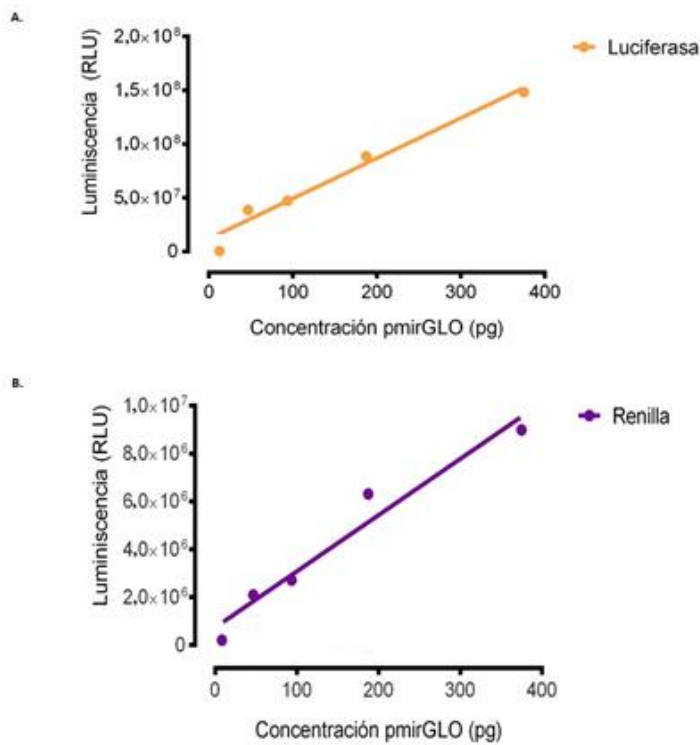 A.
Luminiscencia (RLU)
2,0×10⁸
1,5×10⁸
1,0×10⁸
5,0×10⁷
0
0 100 200 300 400
Concentración pmirGLO (pg)
Luciferasa
B.
Luminiscencia (RLU)
1.0×10⁷
8.0×10⁶
6.0×10⁶
4.0×10⁶
2.0×10⁶
0
0 100 200 300 400
Concentración pmirGLO (pg)
Renilla